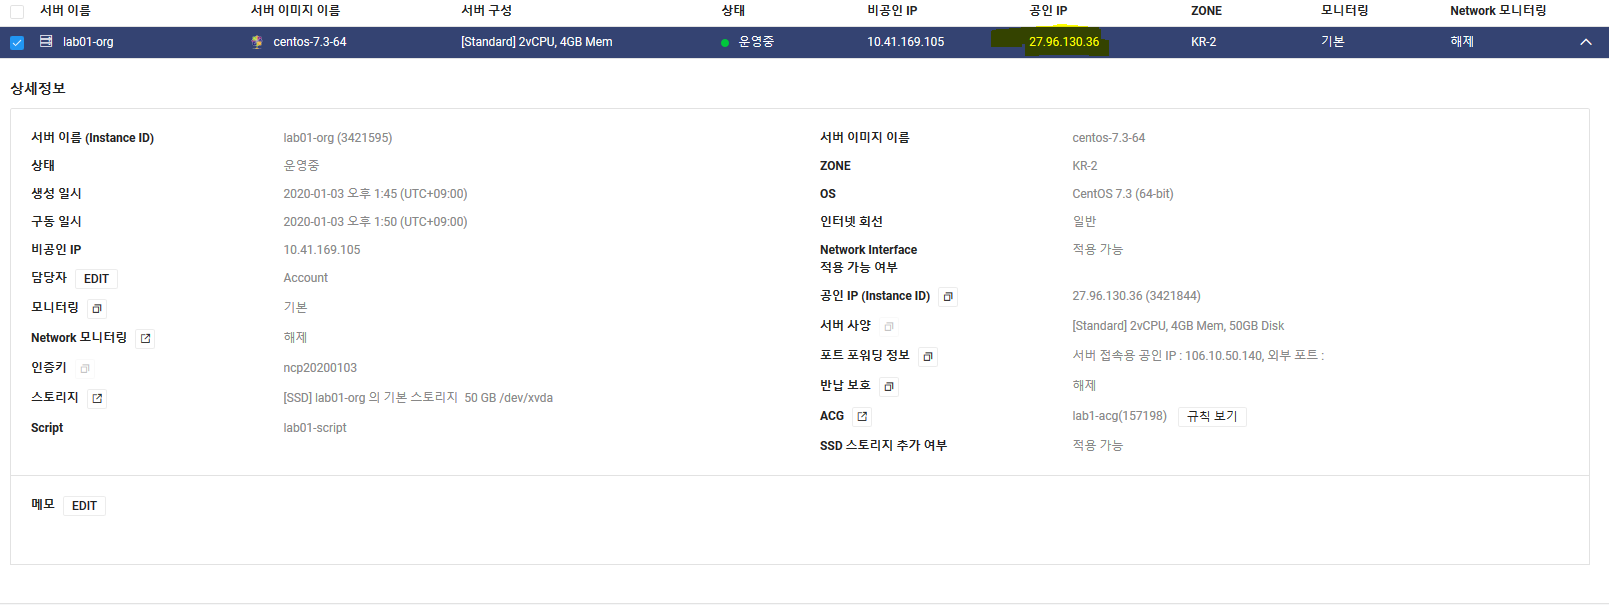 서버 이름 서버 이미지 이름 서버 구성 상태 비공인 IP 공인 IP ZONE 모니터링 Network 모니터링
lab01-org centos-7.3-64 [Standard] 2vCPU, 4GB Mem 운영중 10.41.169.105 27.96.130.36 KR-2 기본 해제
상세정보
서버 이름 (Instance ID) lab01-org (3421595)
상태 운영중
생성 일시 2020-01-03 오후 1:45 (UTC+09:00)
구동 일시 2020-01-03 오후 1:50 (UTC+09:00)
비공인 IP 10.41.169.105
담당자 EDIT Account
모니터링 기본
Network 모니터링 해제
인증키 ncp20200103
스토리지 [SSD] lab01-org 의 기본 스토리지 50 GB /dev/xvda
Script lab01-script
서버 이미지 이름 centos-7.3-64
ZONE KR-2
OS CentOS 7.3 (64-bit)
인터넷 회선 일반
Network Interface 적용 가능
적용 가능 여부
공인 IP (Instance ID) 27.96.130.36 (3421844)
서버 사양 [Standard] 2vCPU, 4GB Mem, 50GB Disk
포트 포워딩 정보 서버 접속용 공인 IP : 106.10.50.140, 외부 포트 :
반납 보호 해제
ACG lab1-acg(157198) 규칙 보기
SSD 스토리지 추가 여부 적용 가능
메모 EDIT